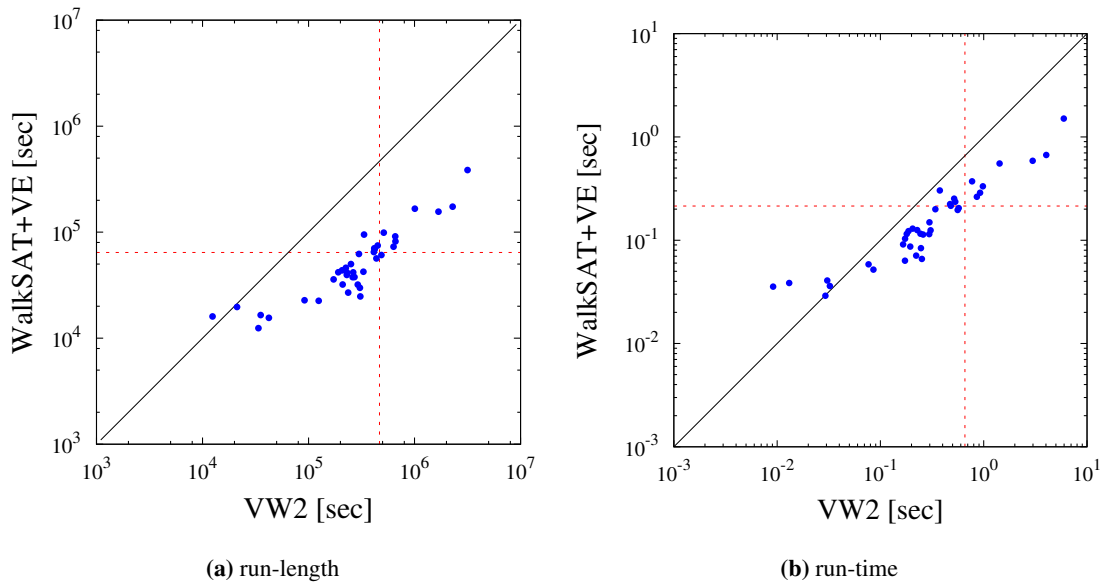 10^7
10^6
10^5
10^4
10^3
WalkSAT+VE [sec]
10^3 10^4 10^5 10^6 10^7
VW2 [sec]
(a) run-length
10^1
10^0
10^-1
10^-2
10^-3
WalkSAT+VE [sec]
10^-3 10^-2 10^-1 10^0 10^1
VW2 [sec]
(b) run-time